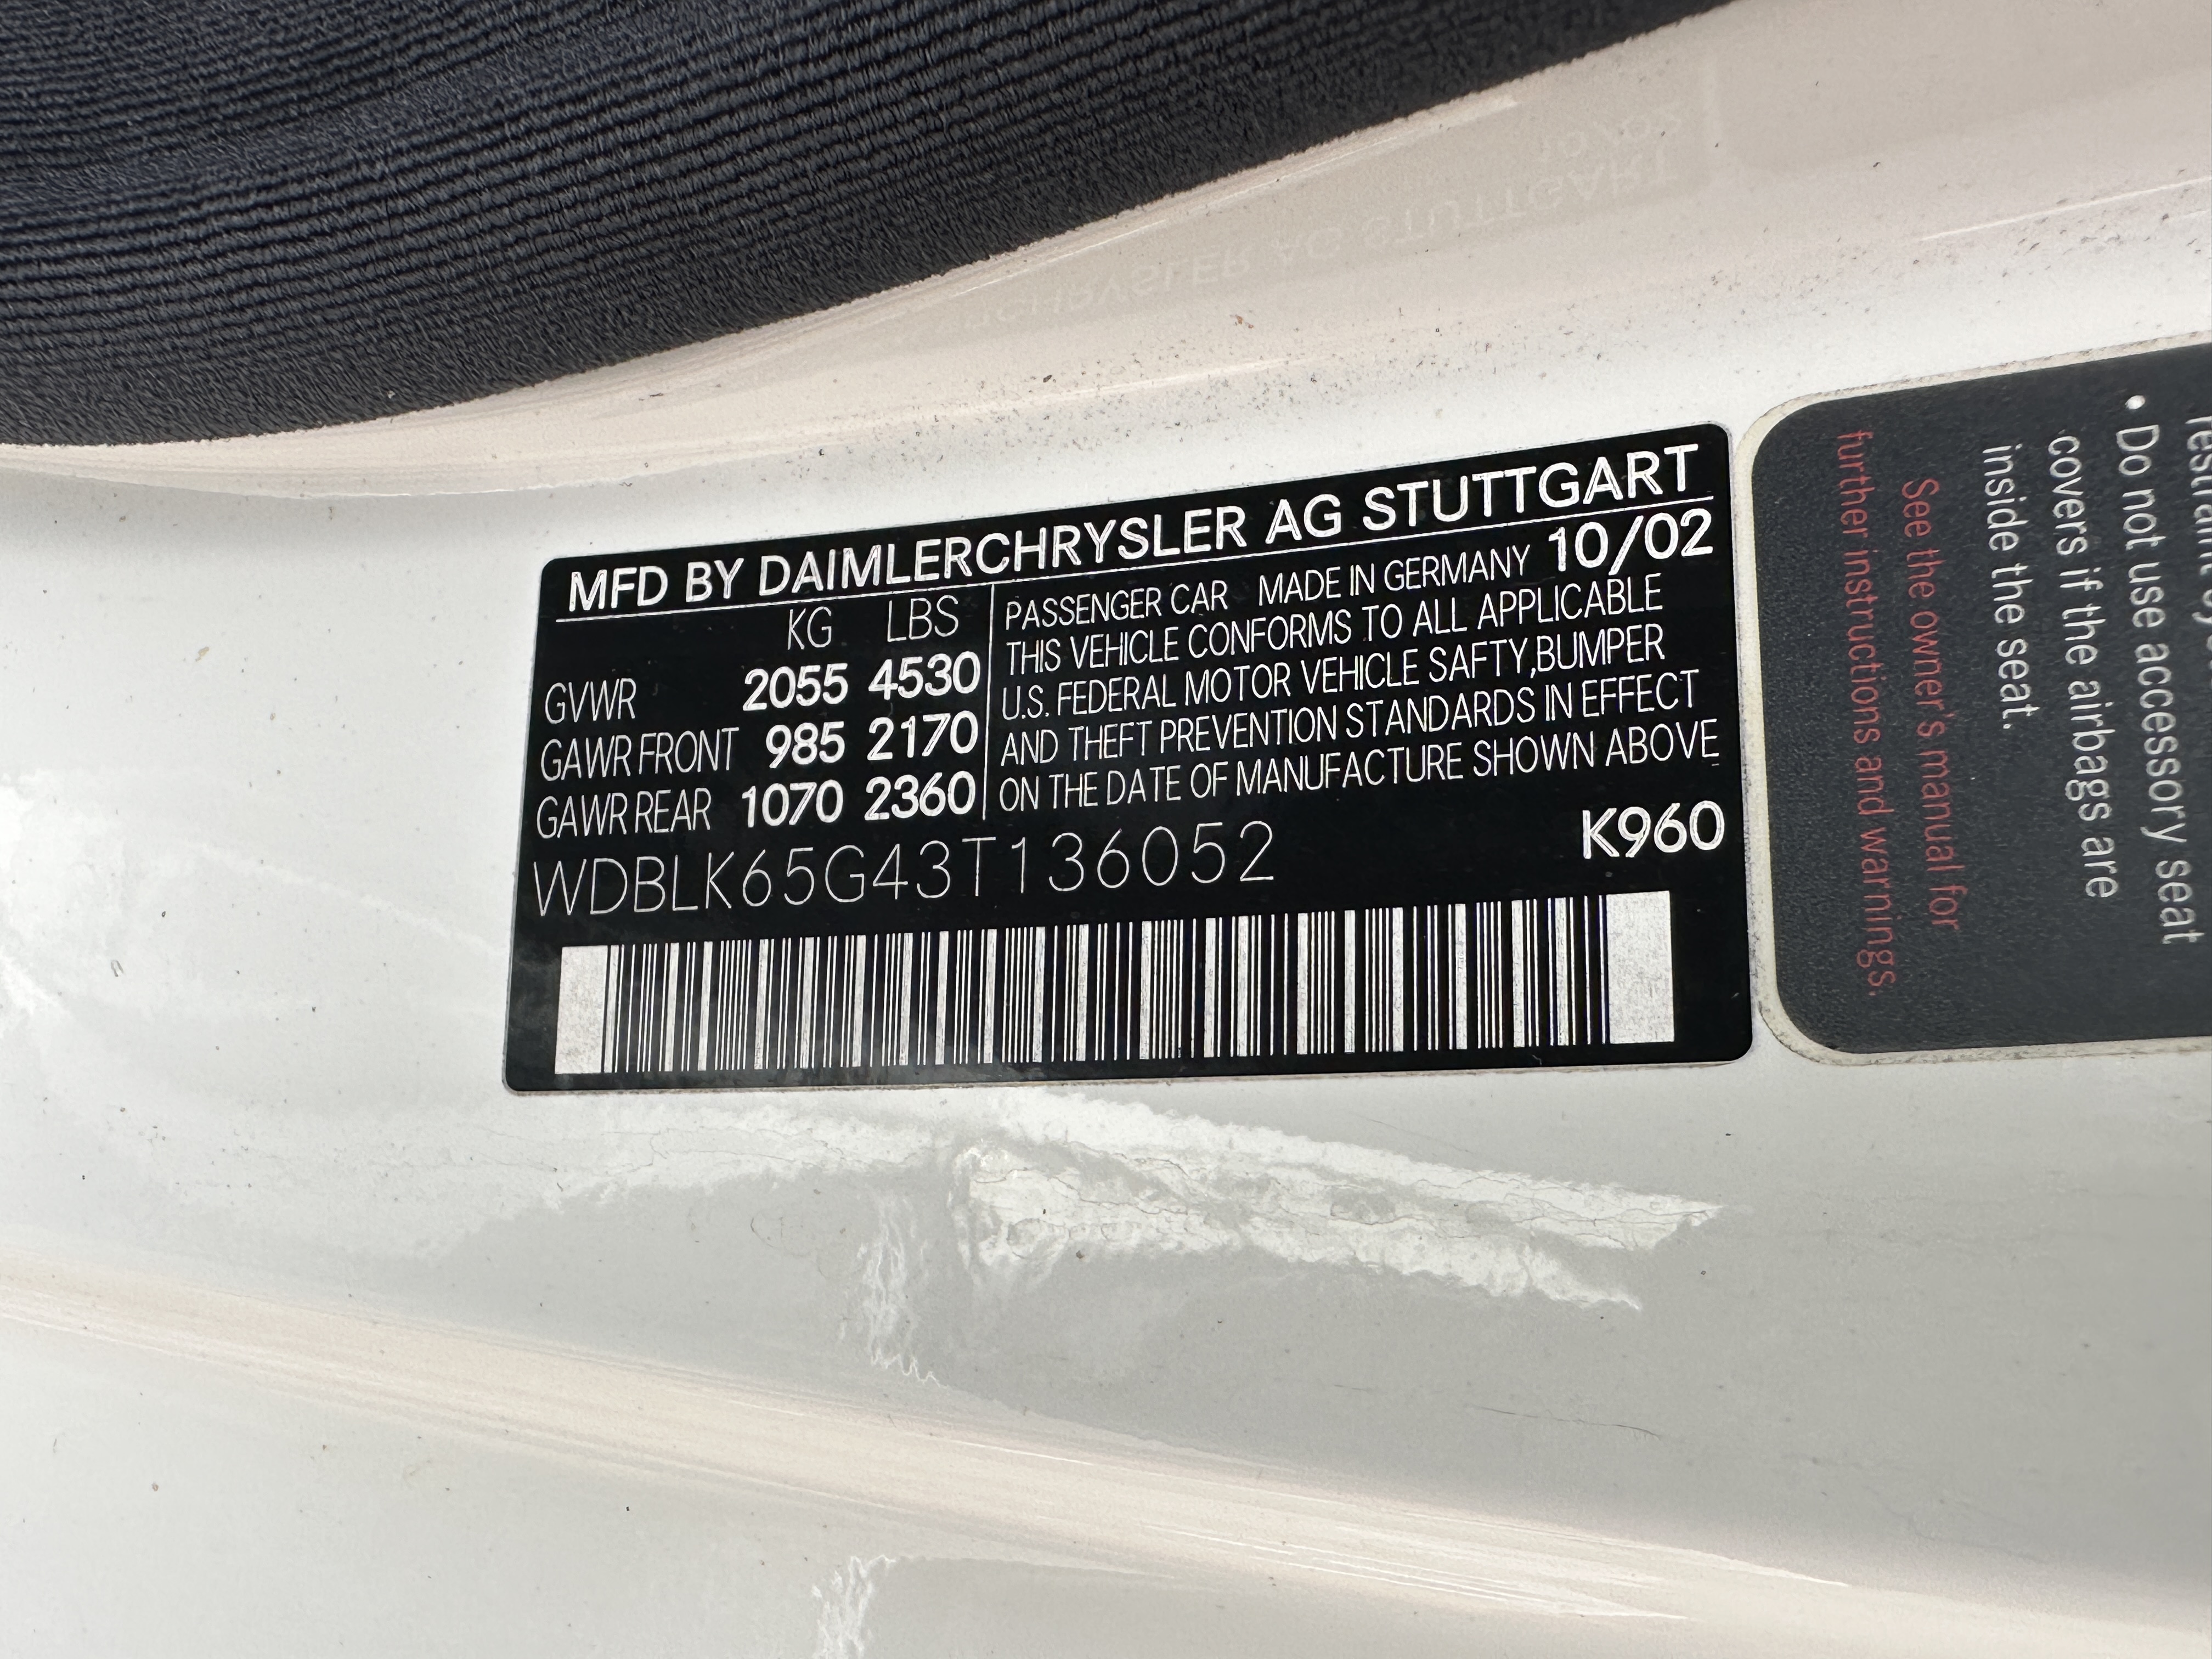 MFD BY DAIMLERCHRYSLER AG STUTTGART
10/02
KG LBS
GVWR 2055 4530
GAWR FRONT 985 2170
GAWR REAR 1070 2360
PASSENGER CAR MADE IN GERMANY
THIS VEHICLE CONFORMS TO ALL APPLICABLE
U.S. FEDERAL MOTOR VEHICLE SAFTY,BUMPER
AND THEFT PREVENTION STANDARDS IN EFFECT
ON THE DATE OF MANUFACTURE SHOWN ABOVE
WDBLK65G43T136052
K960
• Do not use accessory seat
covers if the airbags are
inside the seat.
See the owner's manual for
further instructions and warnings.